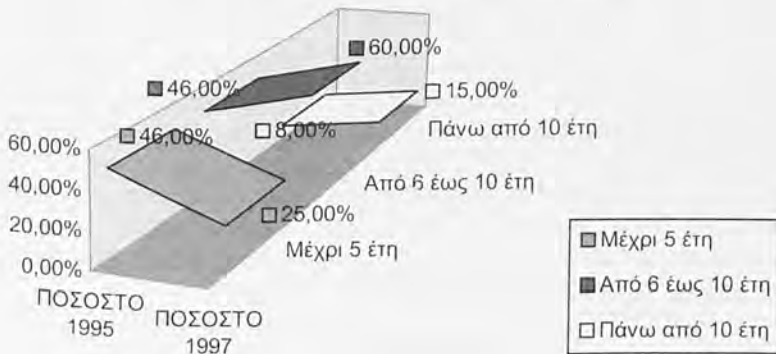 60,00%
46,00%
15,00%
46,00%
8,00%
Πάνω από 10 έτη
60,00%
40,00%
20,00%
0,00%
Από 6 έως 10 έτη
25,00%
Μέχρι 5 έτη
ΠΟΣΟΣΤΟ
1995
ΠΟΣΟΣΤΟ
1997
Μέχρι 5 έτη
Από 6 έως 10 έτη
Πάνω από 10 έτη